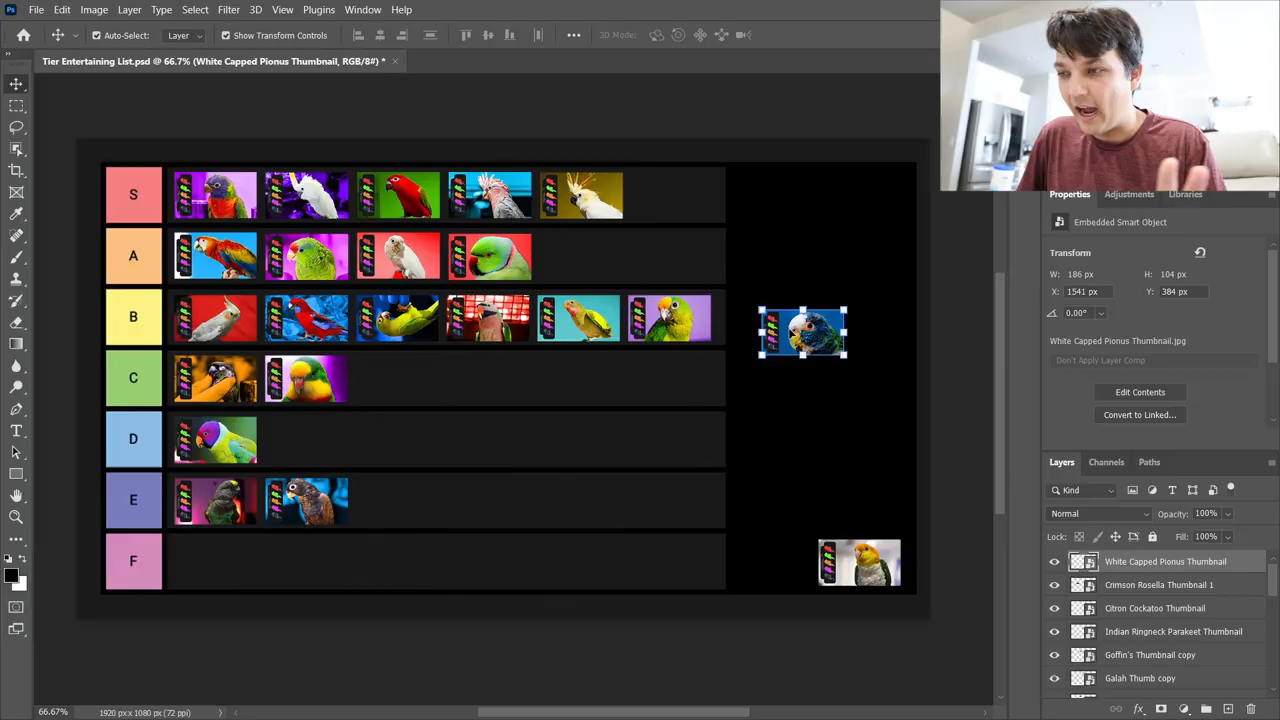 Ps File Edit Image Layer Type Select Filter 3D View Plugins Window Help
Auto-Select: Layer Show Transform Controls 3D Mode:
Tier Entertaining List.psd @ 66.7% (White Capped Pionus Thumbnail, RGB/8#) *
S
A
B
C
D
E
F
Properties Adjustments Libraries
Embedded Smart Object
Transform
W: 186 px H: 104 px
X: 1541 px Y: 384 px
0.00°
White Capped Pionus Thumbnail.jpg
Don't Apply Layer Comp
Edit Contents
Convert to Linked...
Layers Channels Paths
Kind
Normal Opacity: 100%
Lock: Fill: 100%
White Capped Pionus Thumbnail
Crimson Rosella Thumbnail 1
Citron Cockatoo Thumbnail
Indian Ringneck Parakeet Thumbnail
Goffin's Thumbnail copy
Galah Thumb copy
66.67% 1920 px x 1080 px (72 ppi)